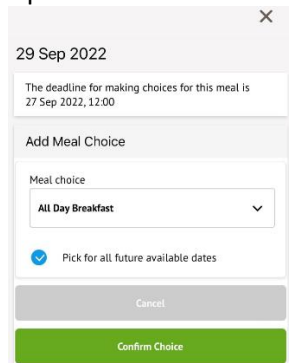 29 Sep 2022
The deadline for making choices for this meal is
27 Sep 2022, 12:00
Add Meal Choice
Meal choice
All Day Breakfast
Pick for all future available dates
Cancel
Confirm Choice